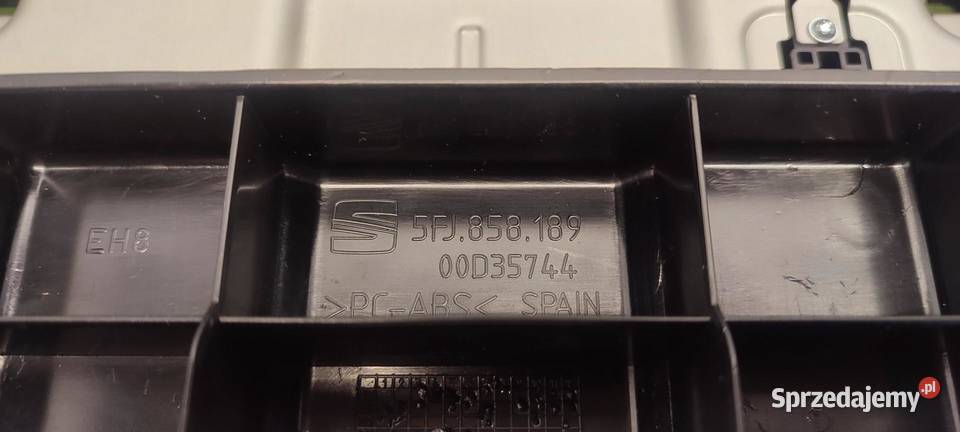 EH8
5FJ.858.189
00D35744
>PC-ABS< SPAIN
Sprzedajemy.pl